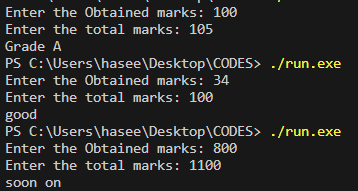 Enter the Obtained marks: 100
Enter the total marks: 105
Grade A
PS C:\Users\hasee\Desktop\CODES> ./run.exe
Enter the Obtained marks: 34
Enter the total marks: 100
good
PS C:\Users\hasee\Desktop\CODES> ./run.exe
Enter the Obtained marks: 800
Enter the total marks: 1100
soon on